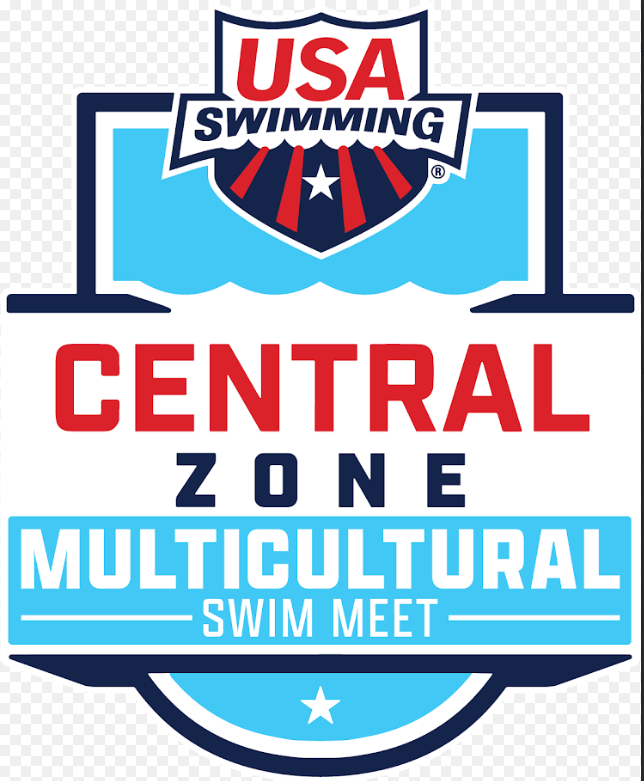 USA
SWIMMING
®
CENTRAL
ZONE
MULTICULTURAL
SWIM MEET